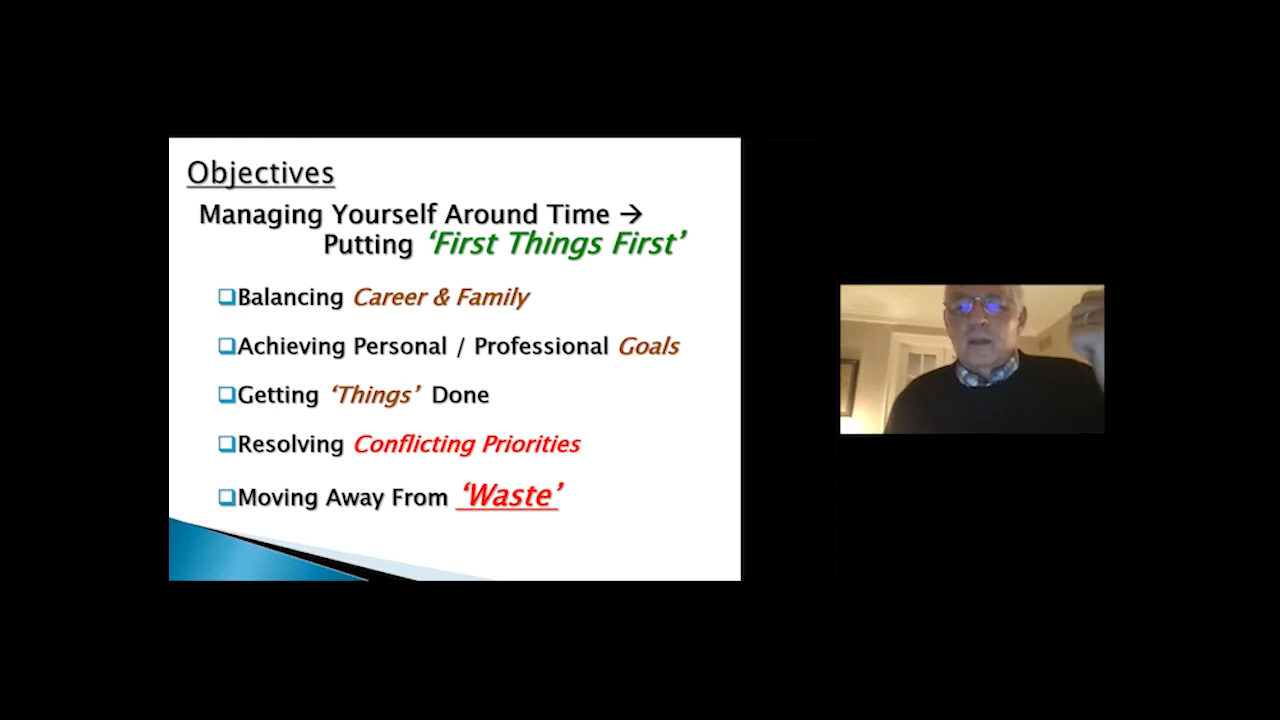 Objectives
Managing Yourself Around Time →
Putting ‘First Things First’
❑Balancing Career & Family
❑Achieving Personal / Professional Goals
❑Getting ‘Things’ Done
❑Resolving Conflicting Priorities
❑Moving Away From ‘Waste’